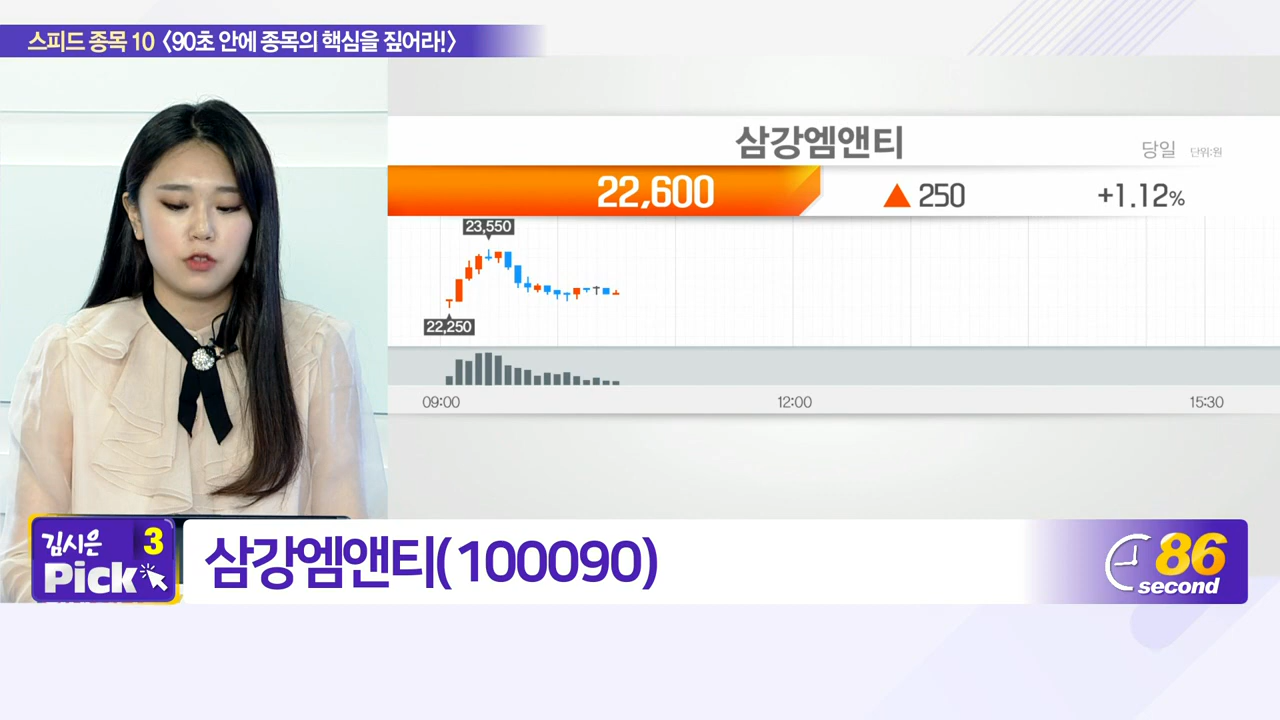 스피드 종목 10 <90초 안에 종목의 핵심을 짚어라!>
삼강엠앤티
당일 단위:원
22,600 ▲ 250 +1.12%
23,550
22,250
09:00 12:00 15:30
김시은 3
Pick
삼강엠앤티(100090)
86
second